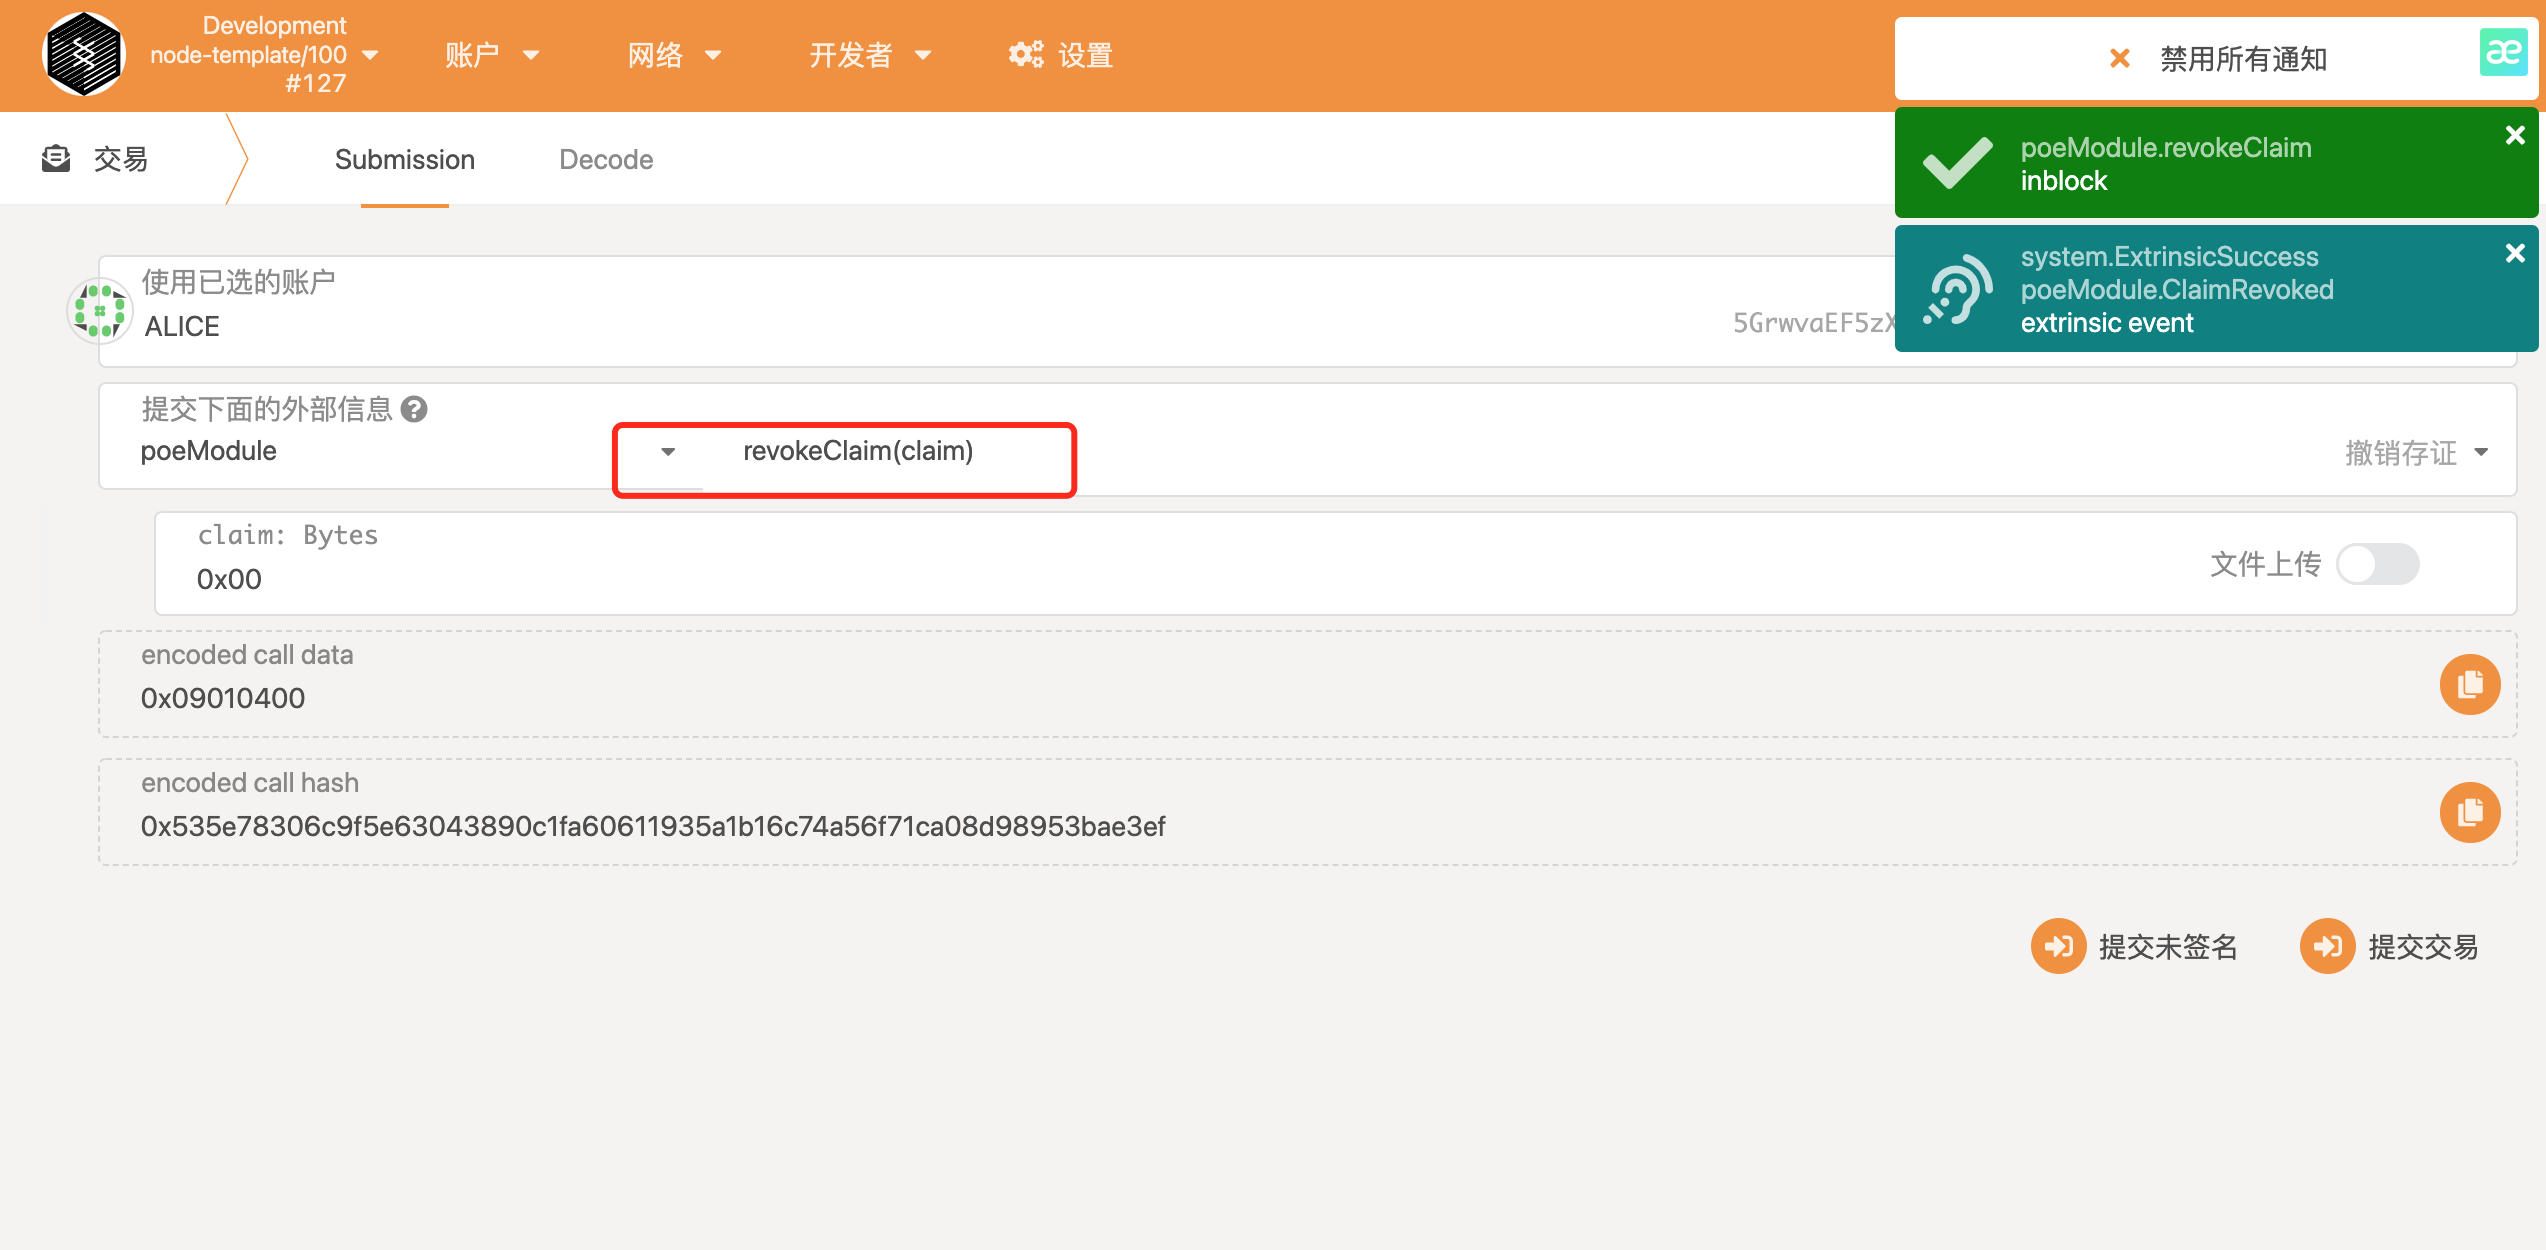 Development
node-template/100
#127
账户
网络
开发者
设置
禁用所有通知
æ
poeModule.revokeClaim
inblock
system.ExtrinsicSuccess
poeModule.ClaimRevoked
extrinsic event
交易
Submission
Decode
使用已选的账户
ALICE
5GrwvaEF5zX
提交下面的外部信息
poeModule
revokeClaim(claim)
撤销存证
claim: Bytes
0x00
文件上传
encoded call data
0x09010400
encoded call hash
0x535e78306c9f5e63043890c1fa60611935a1b16c74a56f71ca08d98953bae3ef
提交未签名
提交交易